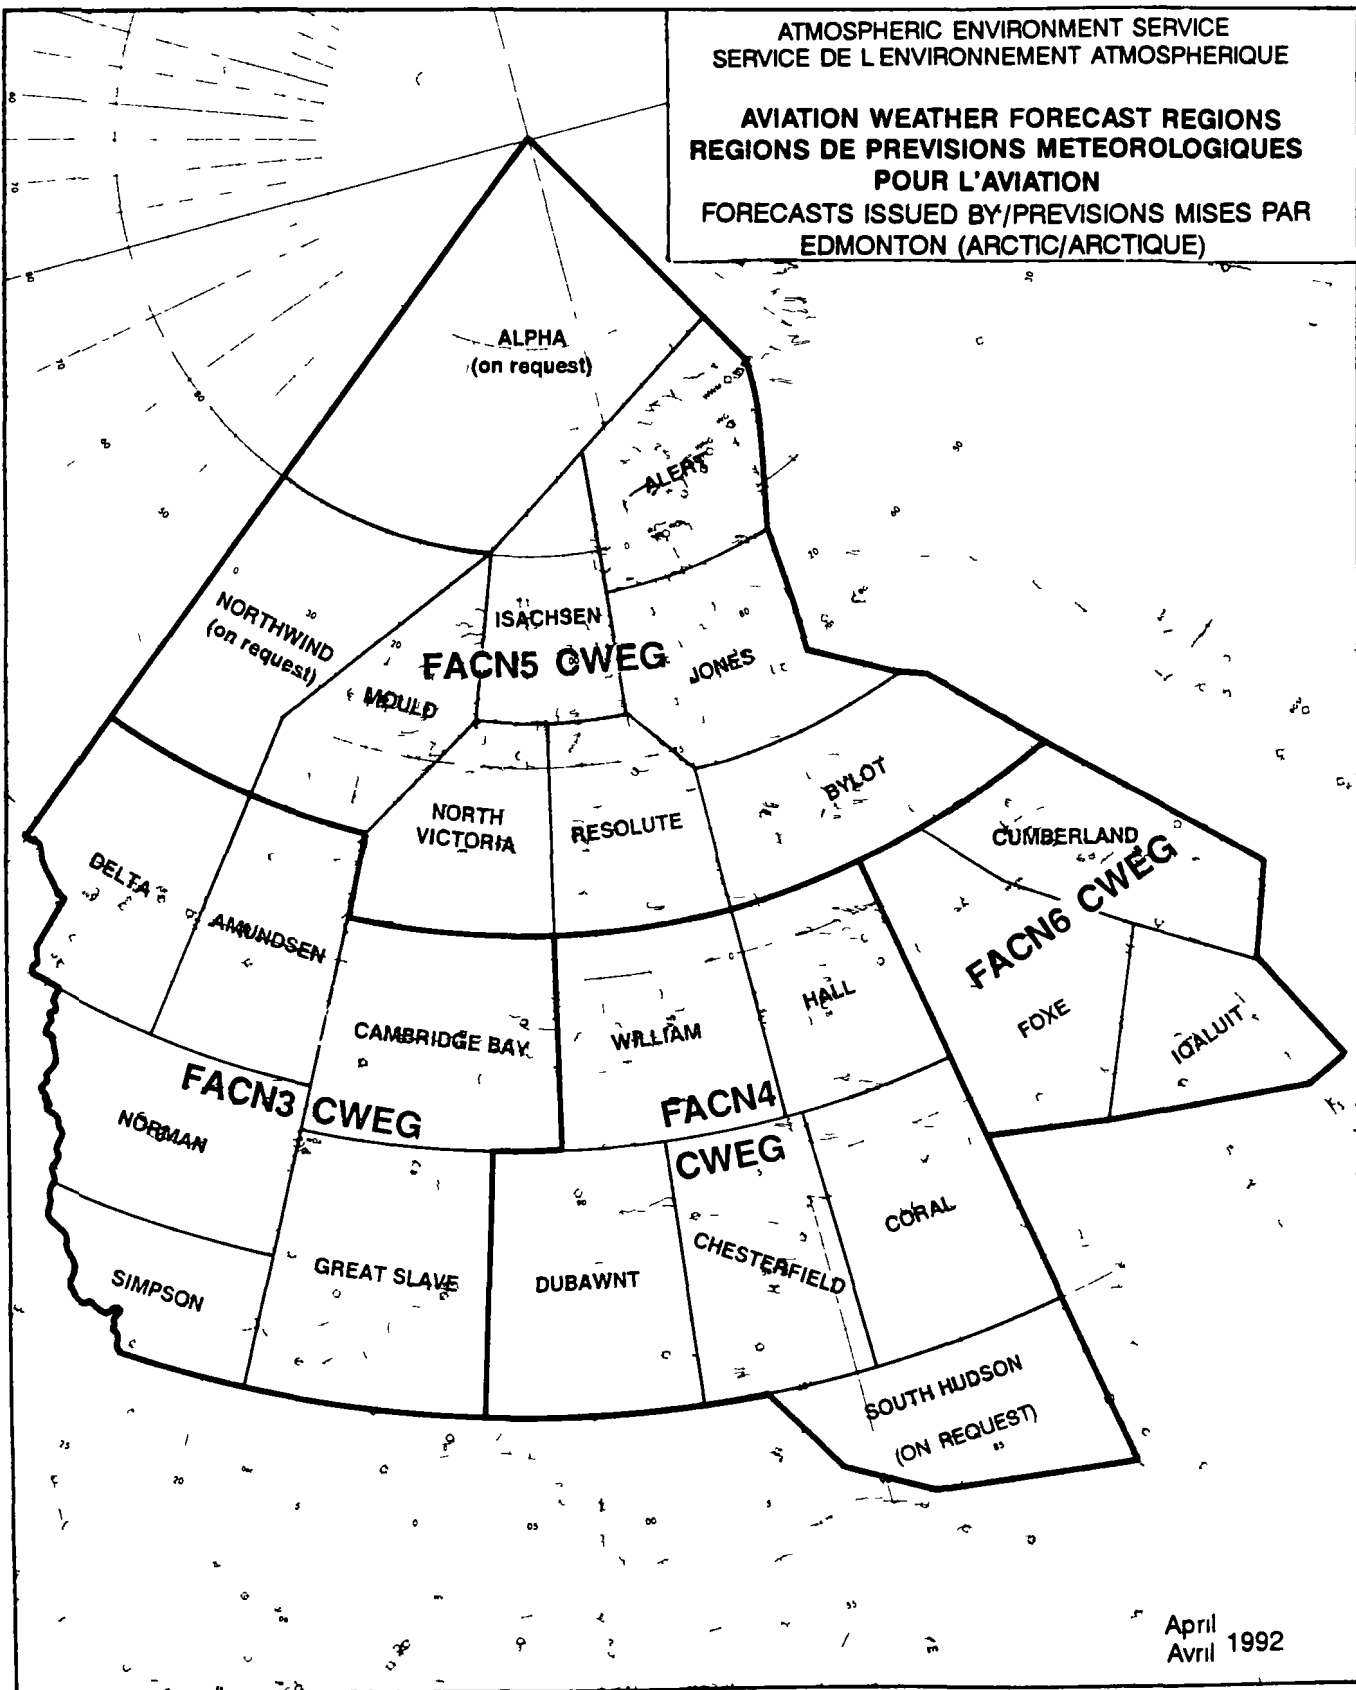 ATMOSPHERIC ENVIRONMENT SERVICE
SERVICE DE L ENVIRONNEMENT ATMOSPHERIQUE
AVIATION WEATHER FORECAST REGIONS
REGIONS DE PREVISIONS METEOROLOGIQUES
POUR L'AVIATION
FORECASTS ISSUED BY/PREVISIONS MISES PAR
EDMONTON (ARCTIC/ARCTIQUE)
ALPHA
(on request)
ALERT
NORTHWIND
(on request)
ISACHSEN
FACN5 CWEG
MOULD
JONES
NORTH
VICTORIA
RESOLUTE
BYLOT
CUMBERLAND
FACN6 CWEG
DELTA
AMUNDSEN
CAMBRIDGE BAY
WILLIAM
HALL
FOXE
IQALUIT
FACN3 CWEG
FACN4
CWEG
NORMAN
SIMPSON
GREAT SLAVE
DUBAWNT
CHESTERFIELD
CORAL
SOUTH HUDSON
(ON REQUEST)
April
Avril 1992